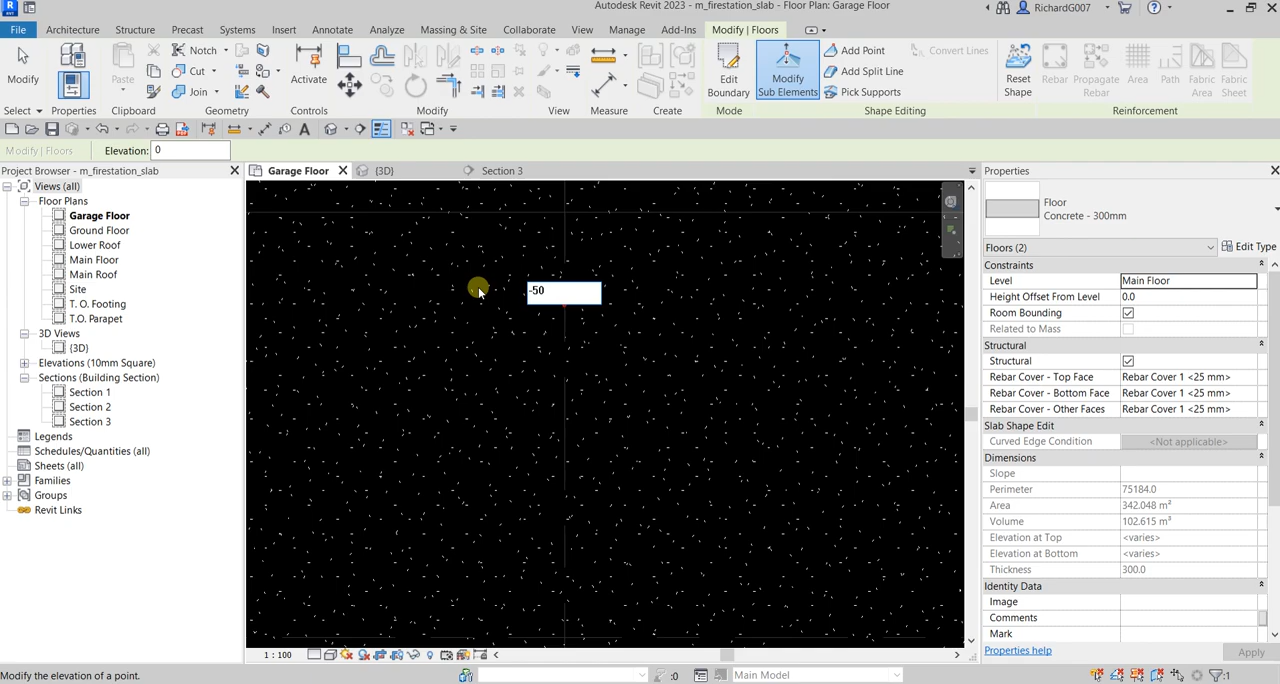 Autodesk Revit 2023 - m_firestation_slab - Floor Plan: Garage Floor
RichardG007
File Architecture Structure Precast Systems Insert Annotate Analyze Massing & Site Collaborate View Manage Add-Ins Modify | Floors
Modify
Paste
Notch
Cut
Join
Activate
Edit Boundary
Modify Sub Elements
Add Point
Add Split Line
Pick Supports
Convert Lines
Reset Shape
Rebar
Propagate Rebar
Area
Path
Fabric Area
Fabric Sheet
Select Properties Clipboard Geometry Controls Modify View Measure Create Mode Shape Editing Reinforcement
Modify | Floors Elevation: 0
Project Browser - m_firestation_slab
Garage Floor {3D} Section 3
Views (all)
Floor Plans
Garage Floor
Ground Floor
Lower Roof
Main Floor
Main Roof
Site
T. O. Footing
T.O. Parapet
3D Views
{3D}
Elevations (10mm Square)
Sections (Building Section)
Section 1
Section 2
Section 3
Legends
Schedules/Quantities (all)
Sheets (all)
Families
Groups
Revit Links
-50
Properties
Floor
Concrete - 300mm
Floors (2) Edit Type
Constraints
Level Main Floor
Height Offset From Level 0.0
Room Bounding
Related to Mass
Structural
Structural
Rebar Cover - Top Face Rebar Cover 1 <25 mm>
Rebar Cover - Bottom Face Rebar Cover 1 <25 mm>
Rebar Cover - Other Faces Rebar Cover 1 <25 mm>
Slab Shape Edit
Curved Edge Condition <Not applicable>
Dimensions
Slope
Perimeter 75184.0
Area 342.048 m²
Volume 102.615 m³
Elevation at Top <varies>
Elevation at Bottom <varies>
Thickness 300.0
Identity Data
Image
Comments
Mark
Properties help Apply
1 : 100
Modify the elevation of a point. :0 Main Model :1